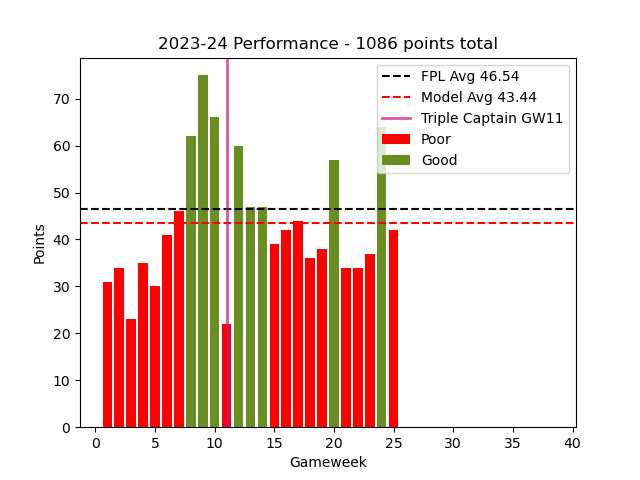 2023-24 Performance - 1086 points total
FPL Avg 46.54
Model Avg 43.44
Triple Captain GW11
Poor
Good
Points
70
60
50
40
30
20
10
0
0 5 10 15 20 25 30 35 40
Gameweek